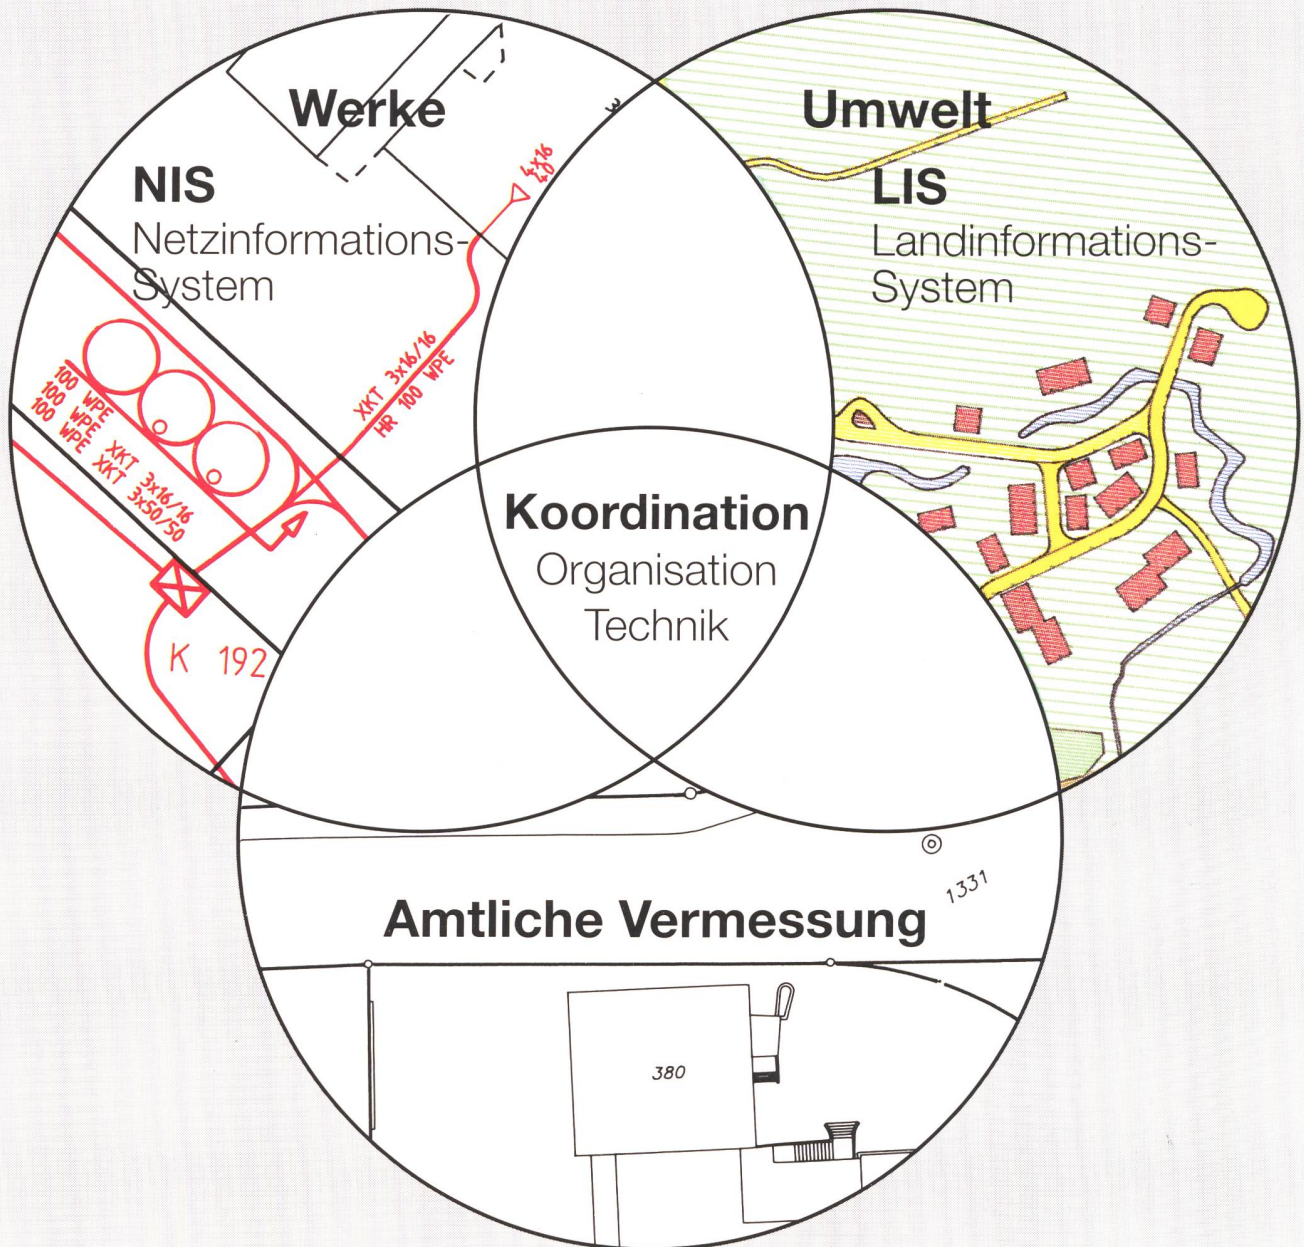 Werke
NIS
Netzinformations-
System
4x16
40
XKT 3x16/16
HR 100 WPE
100 WPE
100 WPE XKT 3x16/16
100 WPE XKT 3x50/50
K 192
Umwelt
LIS
Landinformations-
System
Koordination
Organisation
Technik
Amtliche Vermessung
1331
380